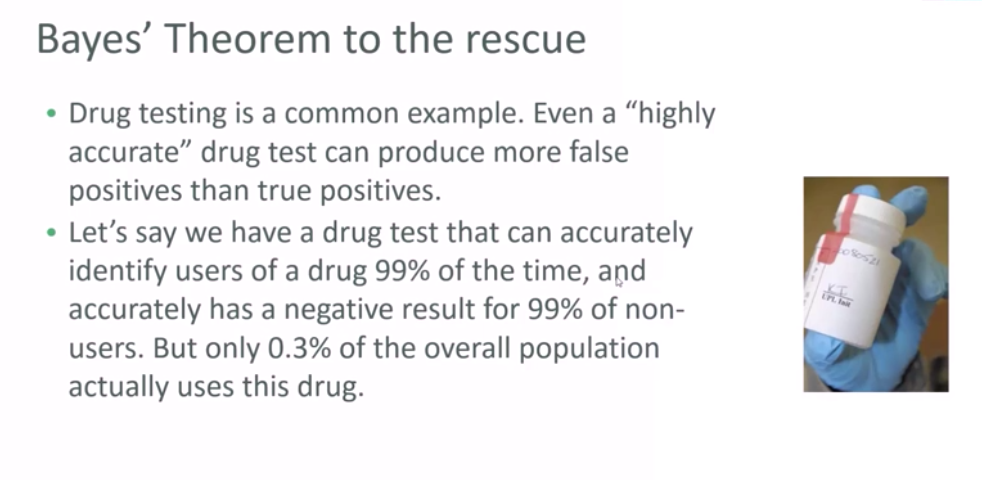 Bayes’ Theorem to the rescue
• Drug testing is a common example. Even a “highly
accurate” drug test can produce more false
positives than true positives.
• Let’s say we have a drug test that can accurately
identify users of a drug 99% of the time, and
accurately has a negative result for 99% of non-
users. But only 0.3% of the overall population
actually uses this drug.